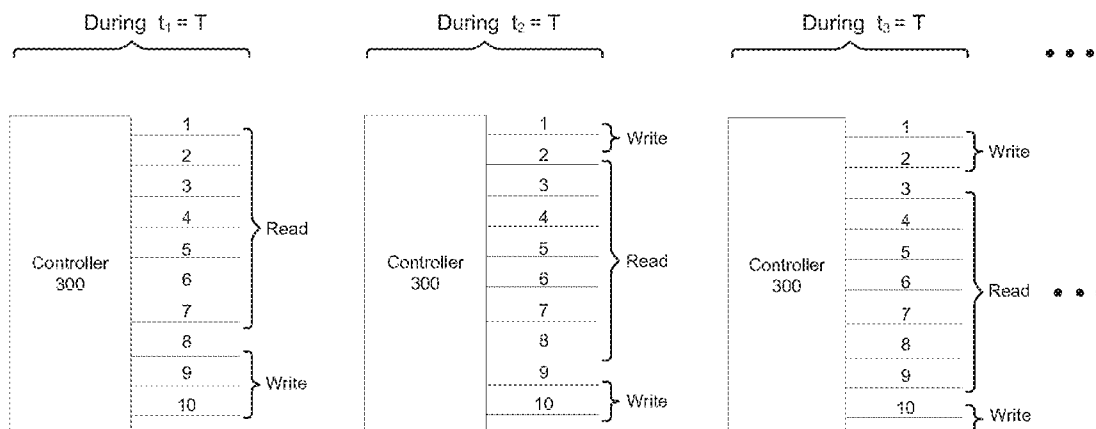 During t₁ = T
During t₂ = T
During t₃ = T
Controller
300
1
2
3
4
5
6
7
8
9
10
Read
Write
Controller
300
1
2
3
4
5
6
7
8
9
10
Write
Read
Write
Controller
300
1
2
3
4
5
6
7
8
9
10
Write
Read
Write